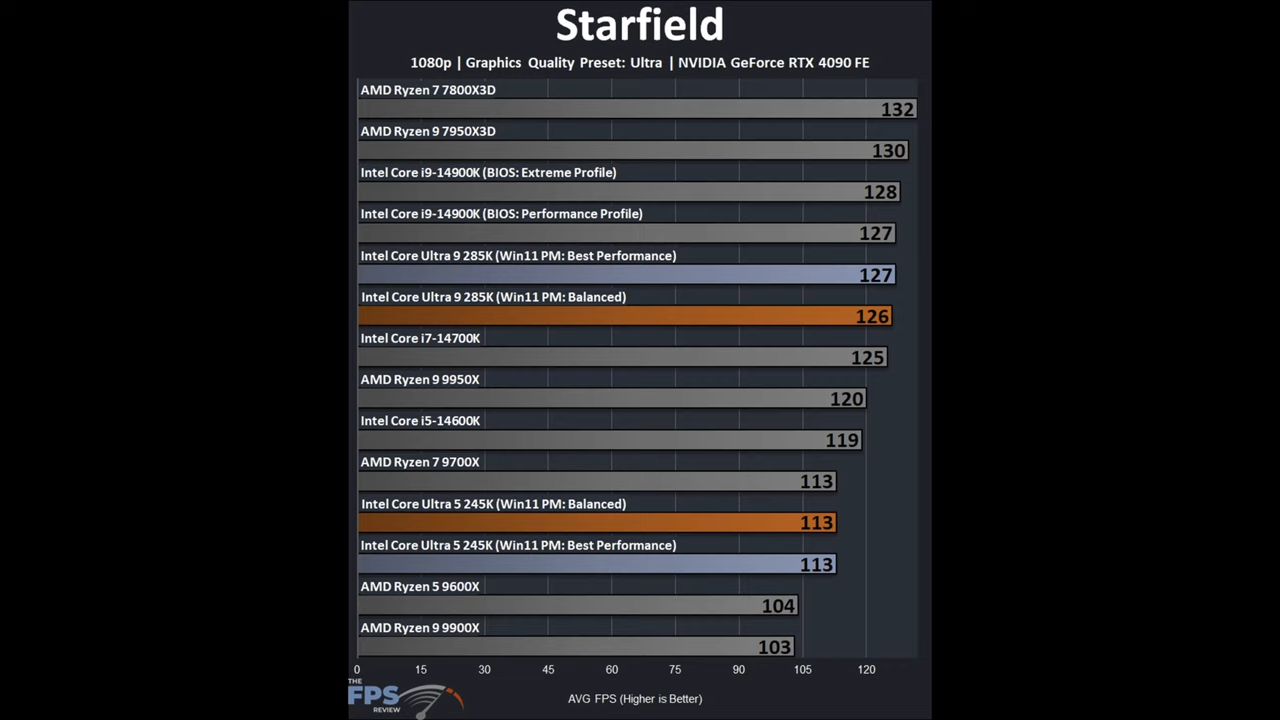 Starfield
1080p | Graphics Quality Preset: Ultra | NVIDIA GeForce RTX 4090 FE
AMD Ryzen 7 7800X3D
132
AMD Ryzen 9 7950X3D
130
Intel Core i9-14900K (BIOS: Extreme Profile)
128
Intel Core i9-14900K (BIOS: Performance Profile)
127
Intel Core Ultra 9 285K (Win11 PM: Best Performance)
127
Intel Core Ultra 9 285K (Win11 PM: Balanced)
126
Intel Core i7-14700K
125
AMD Ryzen 9 9950X
120
Intel Core i5-14600K
119
AMD Ryzen 7 9700X
113
Intel Core Ultra 5 245K (Win11 PM: Balanced)
113
Intel Core Ultra 5 245K (Win11 PM: Best Performance)
113
AMD Ryzen 5 9600X
104
AMD Ryzen 9 9900X
103
0 15 30 45 60 75 90 105 120
THE
FPS
REVIEW
AVG FPS (Higher is Better)